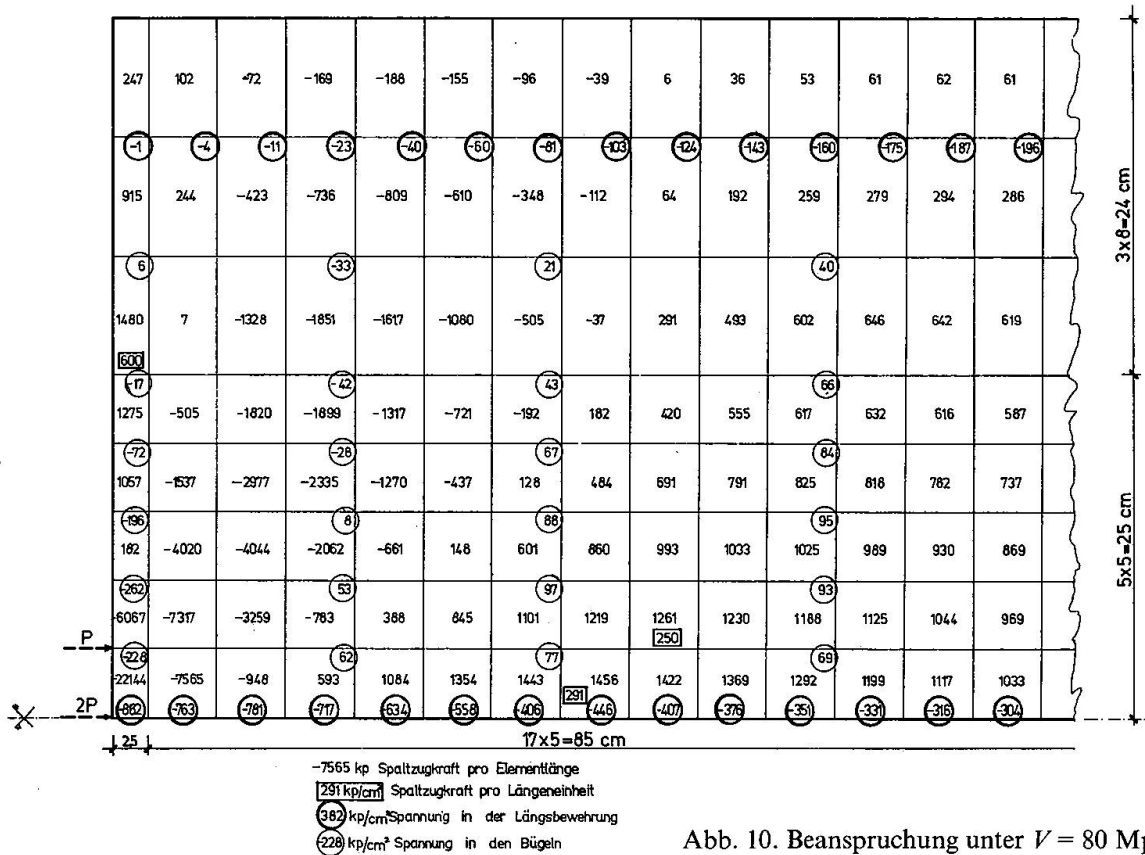 247 102 -72 -169 -188 -155 -96 -39 6 36 53 61 62 61
-1 -4 -11 -23 -40 -60 -81 -103 -124 -143 -160 -175 -187 -196
915 244 -423 -736 -809 -610 -348 -112 64 192 259 279 294 286
3x8=24 cm
6 -33 21 40
1480 7 -1328 -1851 -1617 -1080 -505 -37 291 493 602 646 642 619
600
-17 -42 43 66
1275 -505 -1820 -1899 -1317 -721 -192 182 420 555 617 632 616 587
-72 -28 67 84
1057 -1537 -2977 -2335 -1270 -437 128 484 691 791 825 818 782 737
-196 8 88 95
182 -4020 -4044 -2062 -661 148 601 860 993 1033 1025 989 930 869
5x5=25 cm
-262 53 97 93
-6067 -7317 -3259 -783 388 845 1101 1219 1261 1230 1188 1125 1044 969
P 250
-228 62 77 69
-22144 -7565 -948 593 1084 1354 1443 1456 1422 1369 1292 1199 1117 1033
291
2P -882 -763 -781 -717 -634 -558 -406 -446 -407 -376 -351 -331 -316 -304
25 17x5=85 cm
-7565 kp Spaltzugkraft pro Elementlänge
291 kp/cm Spaltzugkraft pro Längeneinheit
382 kp/cm² Spannung in der Längsbewehrung
-228 kp/cm² Spannung in den Bügeln
Abb. 10. Beanspruchung unter V = 80 Mp